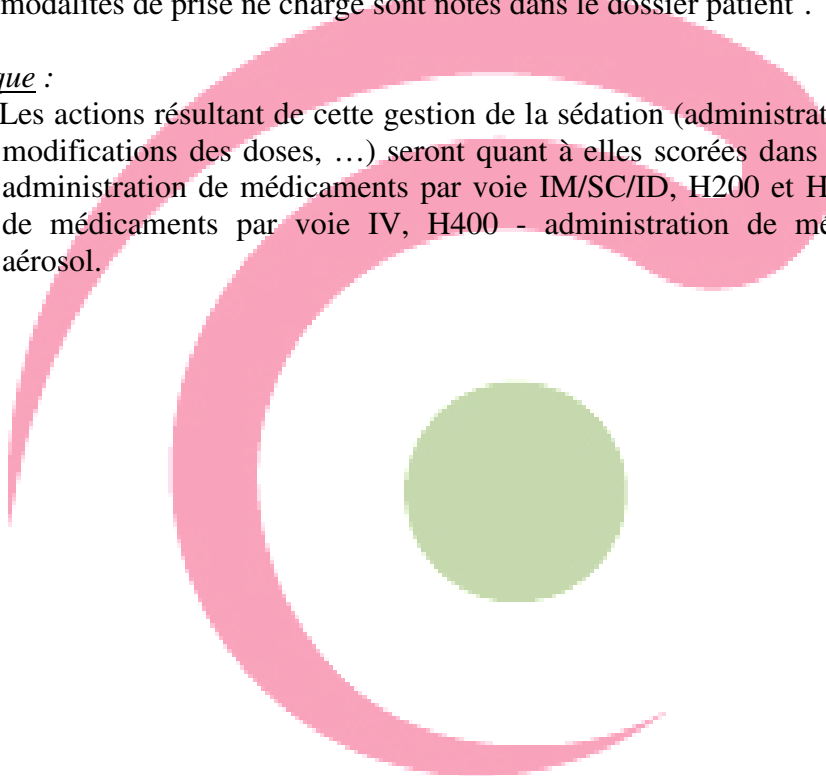 modalités de prise ne charge sont notés dans le dossier patient".
que :
Les actions résultant de cette gestion de la sédation (administrat
modifications des doses, …) seront quant à elles scorées dans
administration de médicaments par voie IM/SC/ID, H200 et H
de médicaments par voie IV, H400 - administration de mé
aérosol.